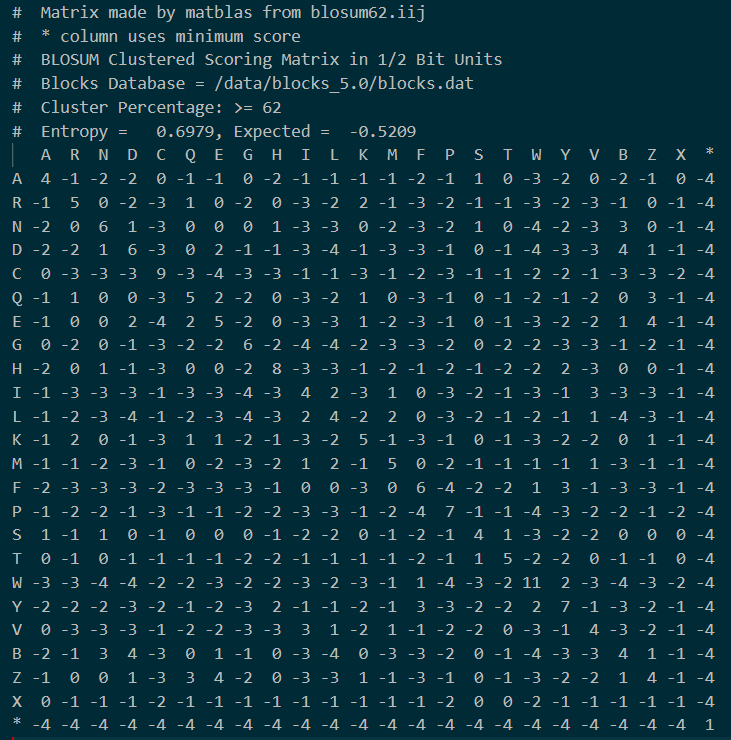 #  Matrix made by matblas from blosum62.iij
#  * column uses minimum score
#  BLOSUM Clustered Scoring Matrix in 1/2 Bit Units
#  Blocks Database = /data/blocks_5.0/blocks.dat
#  Cluster Percentage: >= 62
#  Entropy =   0.6979, Expected =  -0.5209
   A  R  N  D  C  Q  E  G  H  I  L  K  M  F  P  S  T  W  Y  V  B  Z  X  *
A  4 -1 -2 -2  0 -1 -1  0 -2 -1 -1 -1 -1 -2 -1  1  0 -3 -2  0 -2 -1  0 -4
R -1  5  0 -2 -3  1  0 -2  0 -3 -2  2 -1 -3 -2 -1 -1 -3 -2 -3 -1  0 -1 -4
N -2  0  6  1 -3  0  0  0  1 -3 -3  0 -2 -3 -2  1  0 -4 -2 -3  3  0 -1 -4
D -2 -2  1  6 -3  0  2 -1 -1 -3 -4 -1 -3 -3 -1  0 -1 -4 -3 -3  4  1 -1 -4
C  0 -3 -3 -3  9 -3 -4 -3 -3 -1 -1 -3 -1 -2 -3 -1 -1 -2 -2 -1 -3 -3 -2 -4
Q -1  1  0  0 -3  5  2 -2  0 -3 -2  1  0 -3 -1  0 -1 -2 -1 -2  0  3 -1 -4
E -1  0  0  2 -4  2  5 -2  0 -3 -3  1 -2 -3 -1  0 -1 -3 -2 -2  1  4 -1 -4
G  0 -2  0 -1 -3 -2 -2  6 -2 -4 -4 -2 -3 -3 -2  0 -2 -2 -3 -3 -1 -2 -1 -4
H -2  0  1 -1 -3  0  0 -2  8 -3 -3 -1 -2 -1 -2 -1 -2 -2  2 -3  0  0 -1 -4
I -1 -3 -3 -3 -1 -3 -3 -4 -3  4  2 -3  1  0 -3 -2 -1 -3 -1  3 -3 -3 -1 -4
L -1 -2 -3 -4 -1 -2 -3 -4 -3  2  4 -2  2  0 -3 -2 -1 -2 -1  1 -4 -3 -1 -4
K -1  2  0 -1 -3  1  1 -2 -1 -3 -2  5 -1 -3 -1  0 -1 -3 -2 -2  0  1 -1 -4
M -1 -1 -2 -3 -1  0 -2 -3 -2  1  2 -1  5  0 -2 -1 -1 -1 -1  1 -3 -1 -1 -4
F -2 -3 -3 -3 -2 -3 -3 -3 -1  0  0 -3  0  6 -4 -2 -2  1  3 -1 -3 -3 -1 -4
P -1 -2 -2 -1 -3 -1 -1 -2 -2 -3 -3 -1 -2 -4  7 -1 -1 -4 -3 -2 -2 -1 -2 -4
S  1 -1  1  0 -1  0  0  0 -1 -2 -2  0 -1 -2 -1  4  1 -3 -2 -2  0  0  0 -4
T  0 -1  0 -1 -1 -1 -1 -2 -2 -1 -1 -1 -1 -2 -1  1  5 -2 -2  0 -1 -1  0 -4
W -3 -3 -4 -4 -2 -2 -3 -2 -2 -3 -2 -3 -1  1 -4 -3 -2 11  2 -3 -4 -3 -2 -4
Y -2 -2 -2 -3 -2 -1 -2 -3  2 -1 -1 -2 -1  3 -3 -2 -2  2  7 -1 -3 -2 -1 -4
V  0 -3 -3 -3 -1 -2 -2 -3 -3  3  1 -2  1 -1 -2 -2  0 -3 -1  4 -3 -2 -1 -4
B -2 -1  3  4 -3  0  1 -1  0 -3 -4  0 -3 -3 -2  0 -1 -4 -3 -3  4  1 -1 -4
Z -1  0  0  1 -3  3  4 -2  0 -3 -3  1 -1 -3 -1  0 -1 -3 -2 -2  1  4 -1 -4
X  0 -1 -1 -1 -2 -1 -1 -1 -1 -1 -1 -1 -1 -1 -2  0  0 -2 -1 -1 -1 -1 -1 -4
* -4 -4 -4 -4 -4 -4 -4 -4 -4 -4 -4 -4 -4 -4 -4 -4 -4 -4 -4 -4 -4 -4 -4  1